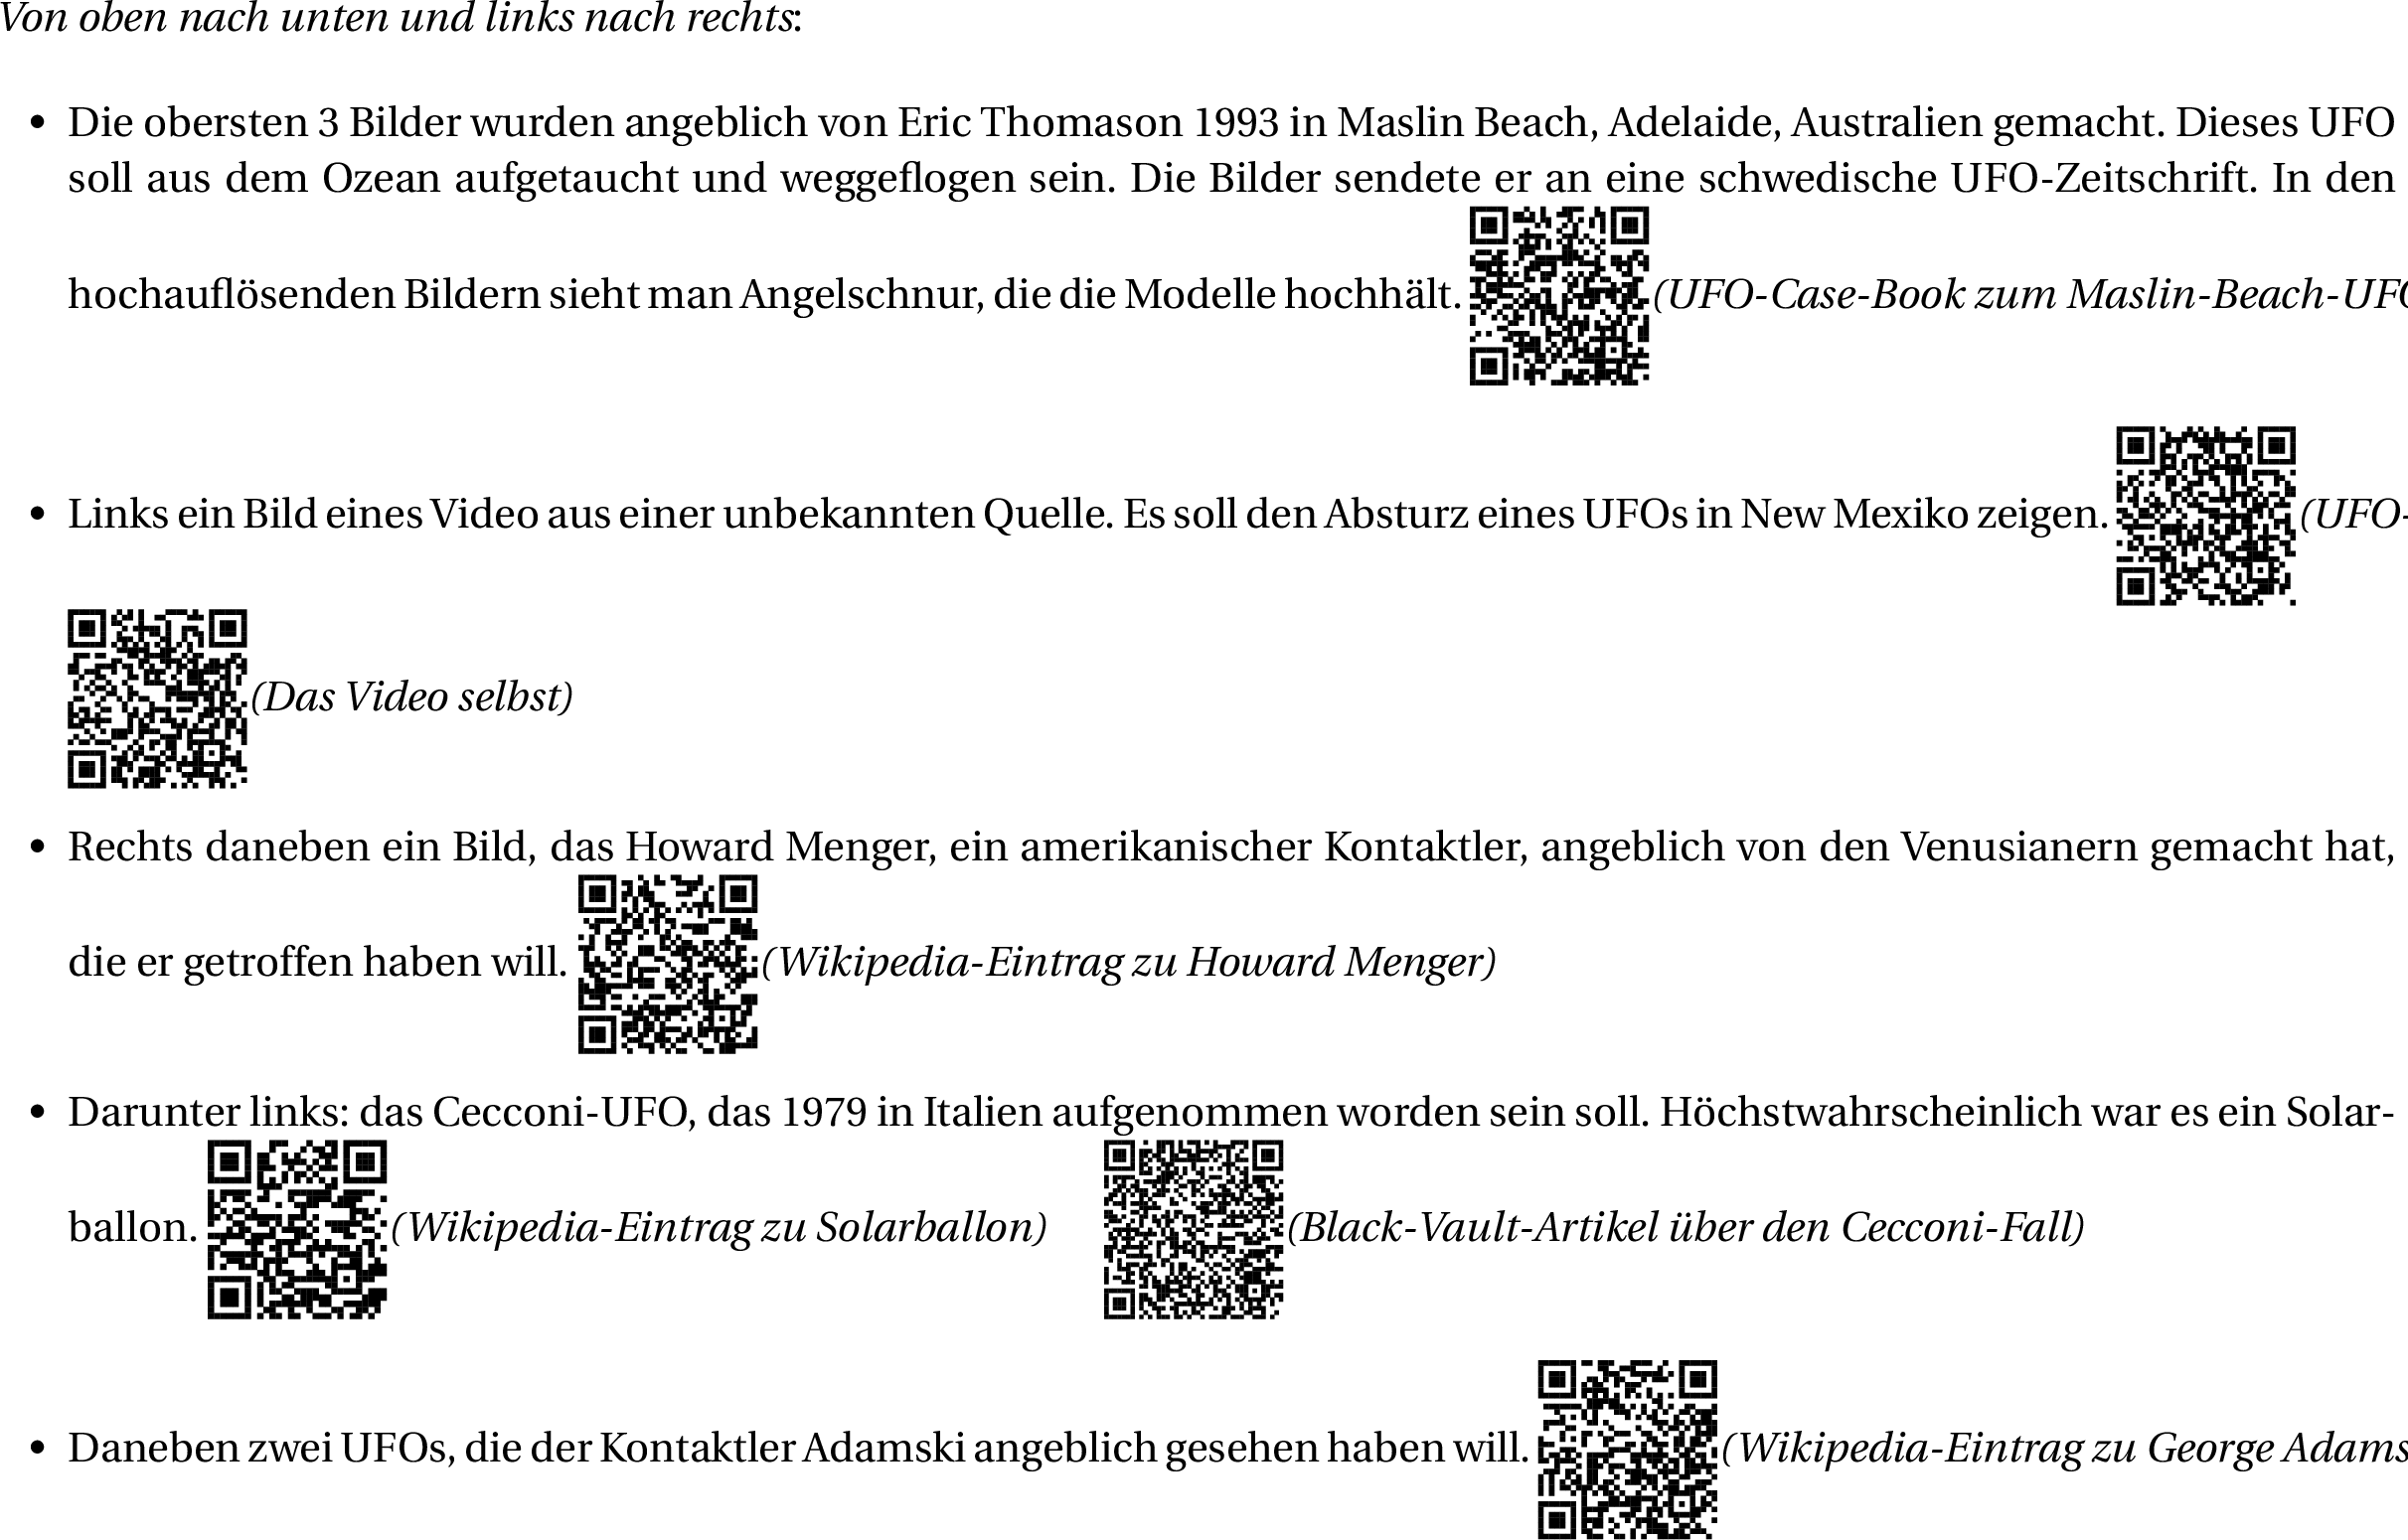 Von oben nach unten und links nach rechts:
• Die obersten 3 Bilder wurden angeblich von Eric Thomason 1993 in Maslin Beach, Adelaide, Australien gemacht. Dieses UFO
soll aus dem Ozean aufgetaucht und weggeflogen sein. Die Bilder sendete er an eine schwedische UFO-Zeitschrift. In den
hochauflösenden Bildern sieht man Angelschnur, die die Modelle hochhält. (UFO-Case-Book zum Maslin-Beach-UFO
• Links ein Bild eines Video aus einer unbekannten Quelle. Es soll den Absturz eines UFOs in New Mexiko zeigen. (UFO-
(Das Video selbst)
• Rechts daneben ein Bild, das Howard Menger, ein amerikanischer Kontaktler, angeblich von den Venusianern gemacht hat,
die er getroffen haben will. (Wikipedia-Eintrag zu Howard Menger)
• Darunter links: das Cecconi-UFO, das 1979 in Italien aufgenommen worden sein soll. Höchstwahrscheinlich war es ein Solar-
ballon. (Wikipedia-Eintrag zu Solarballon) (Black-Vault-Artikel über den Cecconi-Fall)
• Daneben zwei UFOs, die der Kontaktler Adamski angeblich gesehen haben will. (Wikipedia-Eintrag zu George Adams